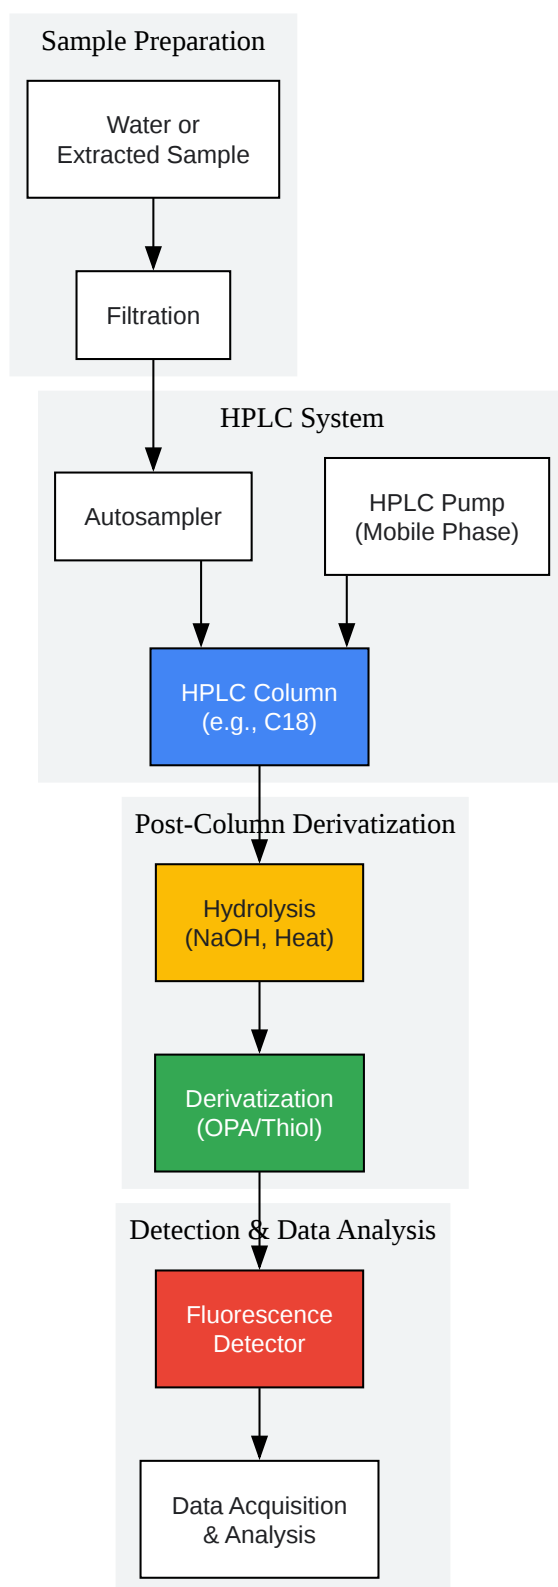 Sample Preparation
Water or
Extracted Sample
Filtration
HPLC System
Autosampler
HPLC Pump
(Mobile Phase)
HPLC Column
(e.g., C18)
Post-Column Derivatization
Hydrolysis
(NaOH, Heat)
Derivatization
(OPA/Thiol)
Detection & Data Analysis
Fluorescence
Detector
Data Acquisition
& Analysis